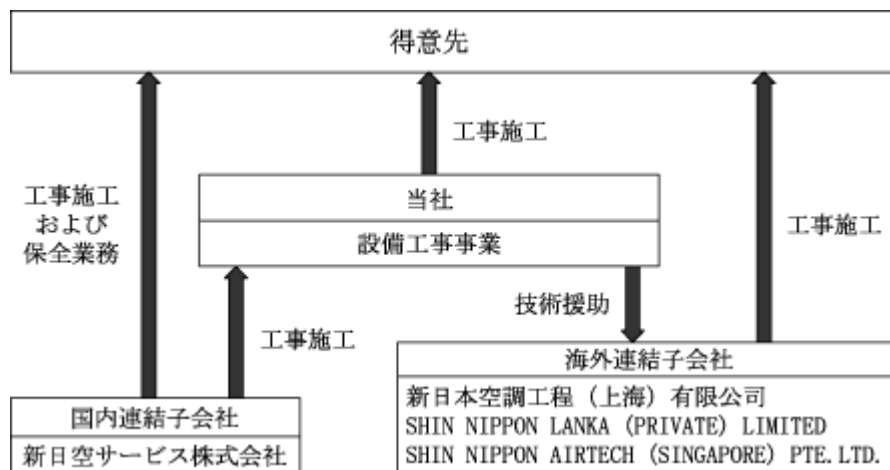 得意先
工事施工
工事施工
および
保全業務
当社
設備工事事業
工事施工
技術援助
工事施工
海外連結子会社
新日本空調工程（上海）有限公司
SHIN NIPPON LANKA (PRIVATE) LIMITED
SHIN NIPPON AIRTECH (SINGAPORE) PTE.LTD.
国内連結子会社
新日空サービス株式会社